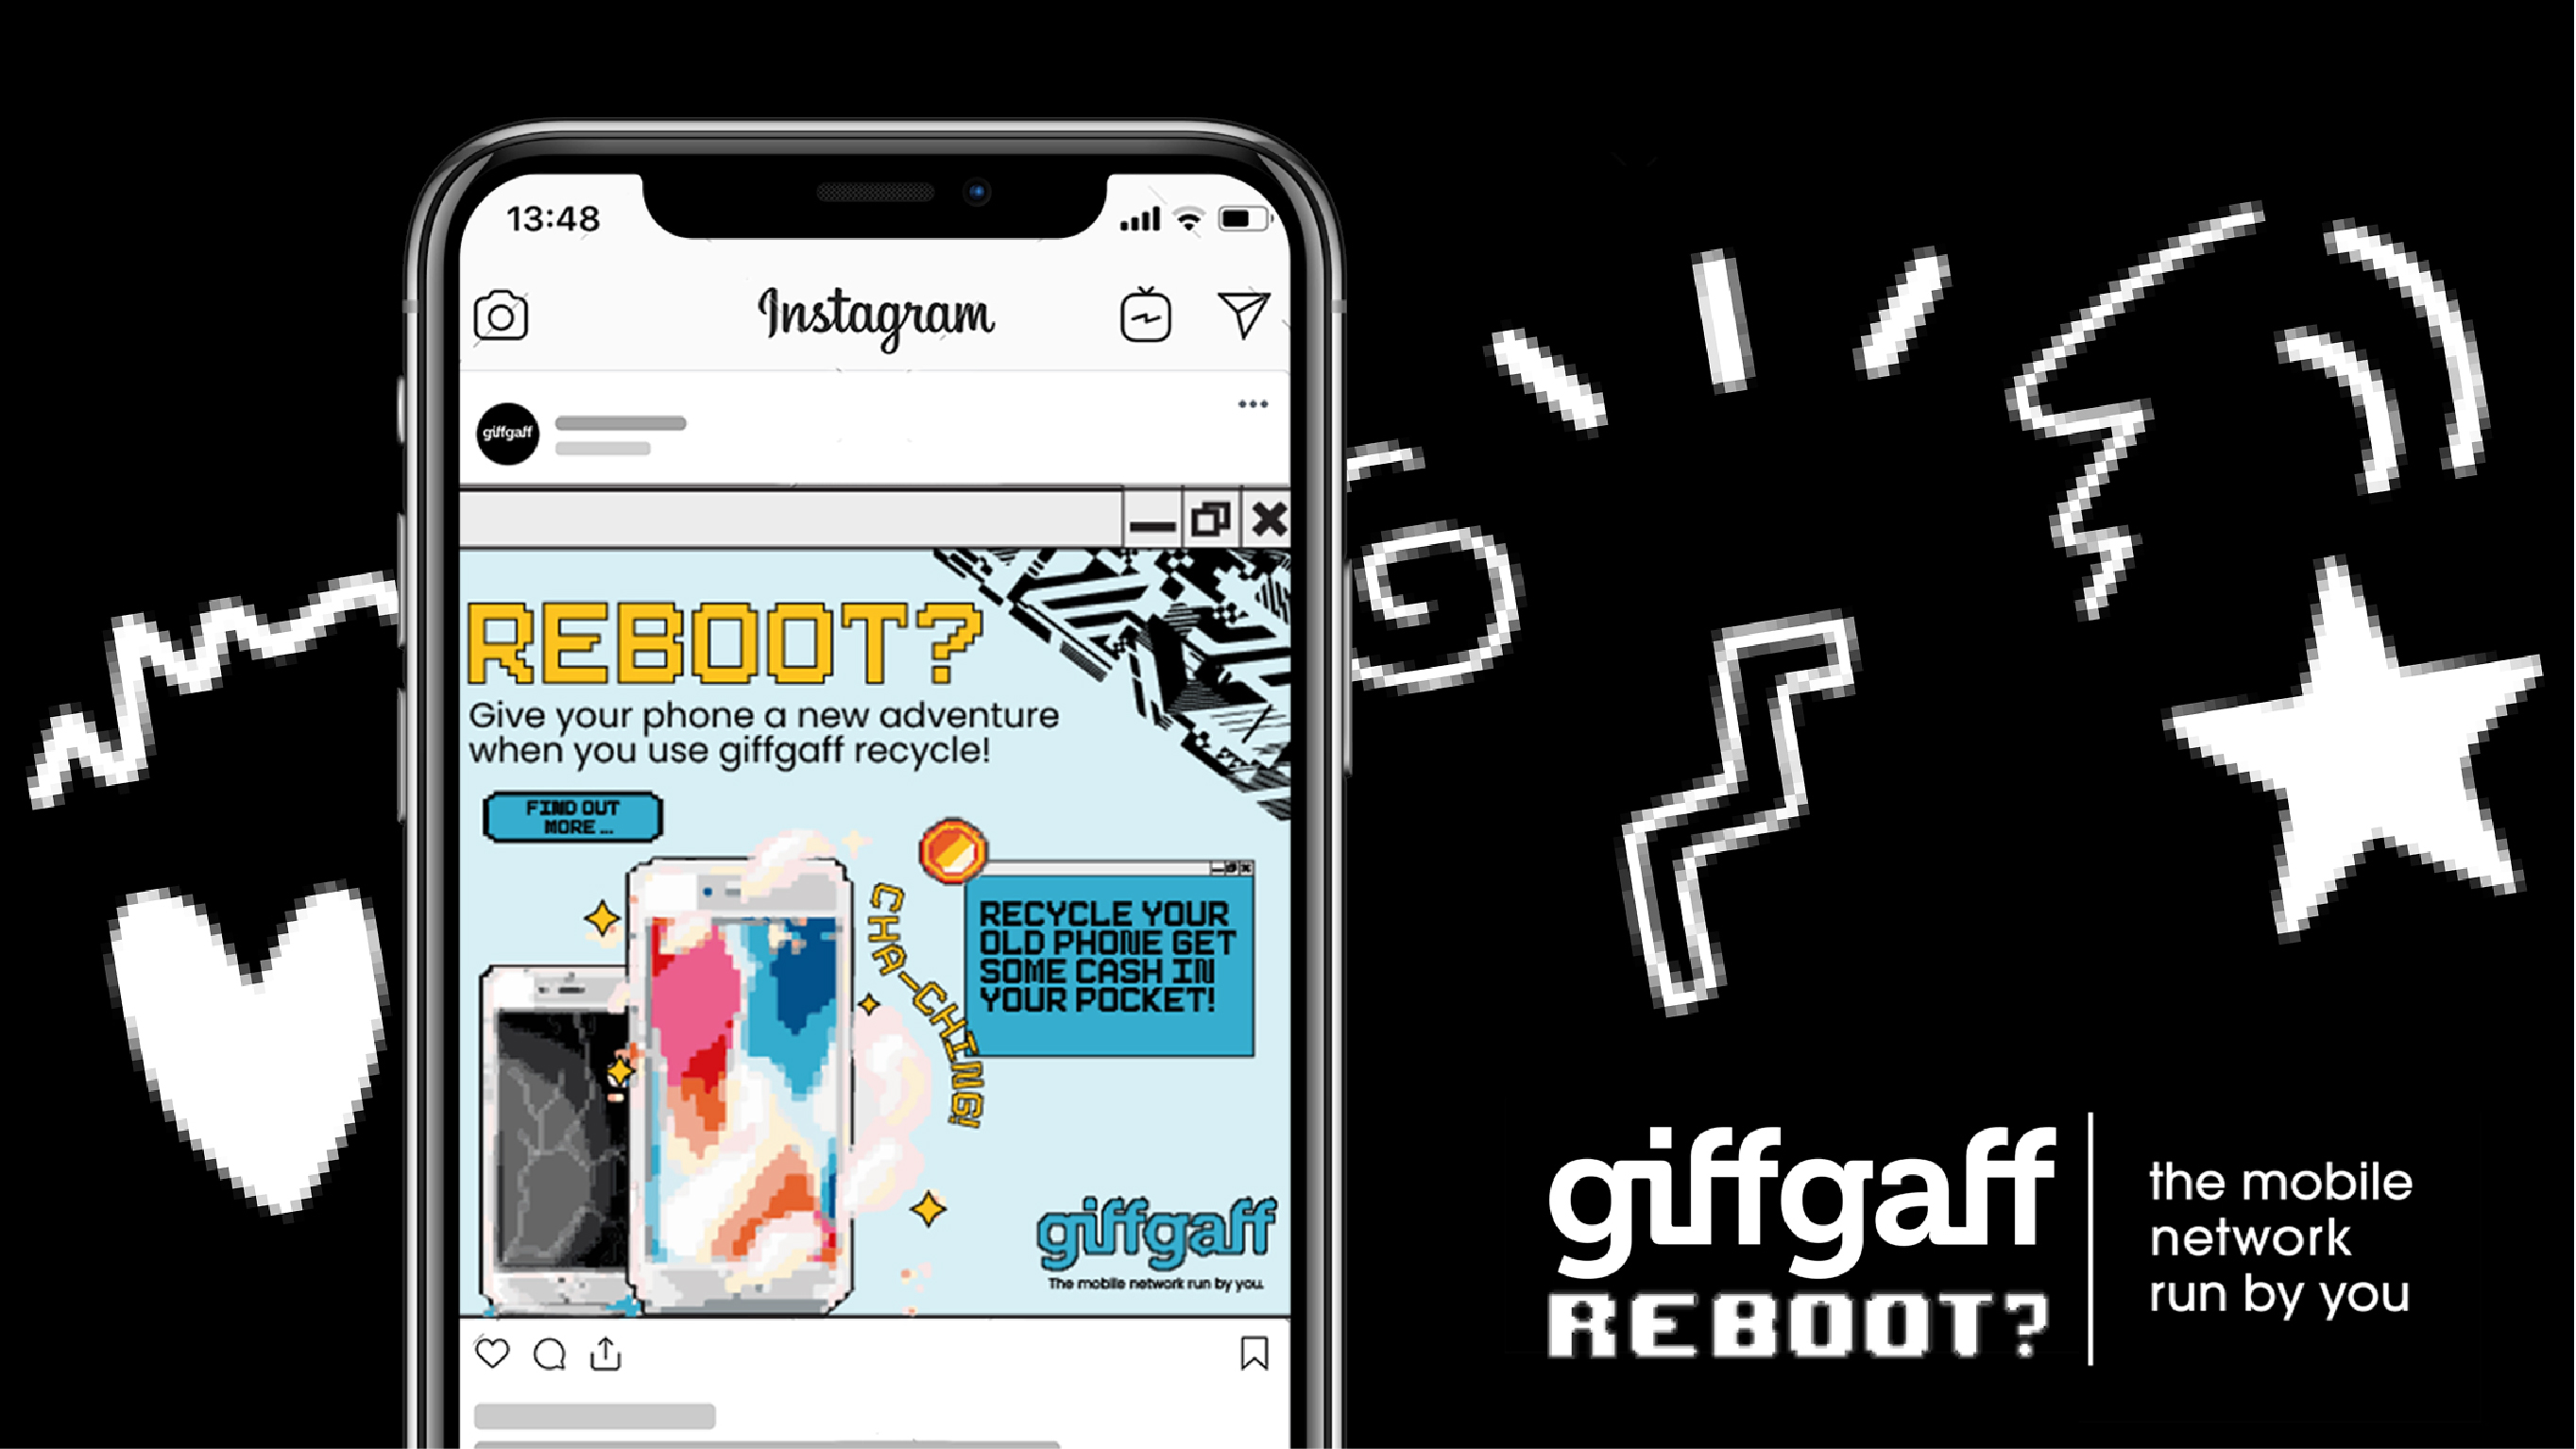 13:48
Instagram
giffgaff
REBOOT?
Give your phone a new adventure
when you use giffgaff recycle!
FIND OUT
MORE ...
CHA-CHING!
RECYCLE YOUR
OLD PHONE GET
SOME CASH IN
YOUR POCKET!
giffgaff
The mobile network run by you.
giffgaff
REBOOT?
the mobile
network
run by you